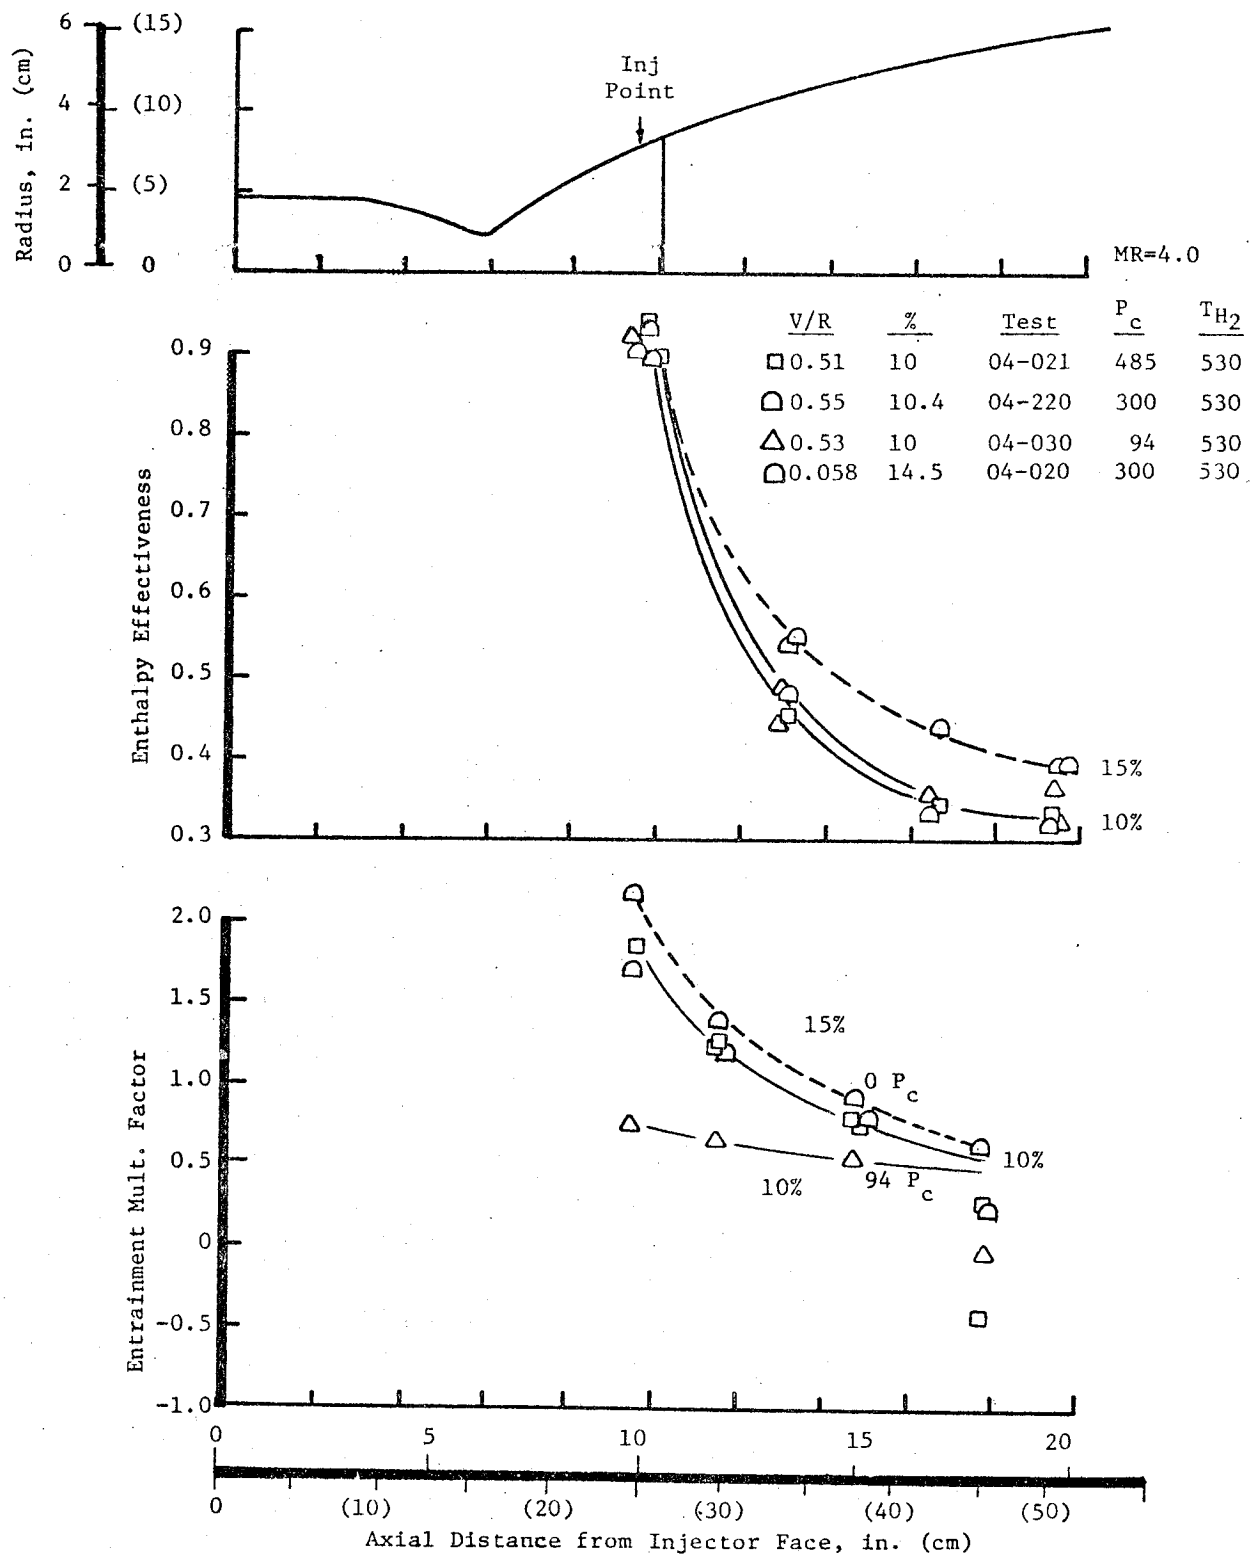 6 (15)
4 (10)
2 (5)
0 0
Radius, in. (cm)
Inj
Point
MR=4.0
V/R % Test Pc TH2
0.51 10 04-021 485 530
0.55 10.4 04-220 300 530
0.53 10 04-030 94 530
0.058 14.5 04-020 300 530
0.9
0.8
0.7
0.6
0.5
0.4
0.3
Enthalpy Effectiveness
15%
10%
2.0
1.5
1.0
0.5
0
-0.5
-1.0
Entrainment Mult. Factor
15%
0 Pc
10%
94 Pc
10%
0 5 10 15 20
0 (10) (20) (30) (40) (50)
Axial Distance from Injector Face, in. (cm)